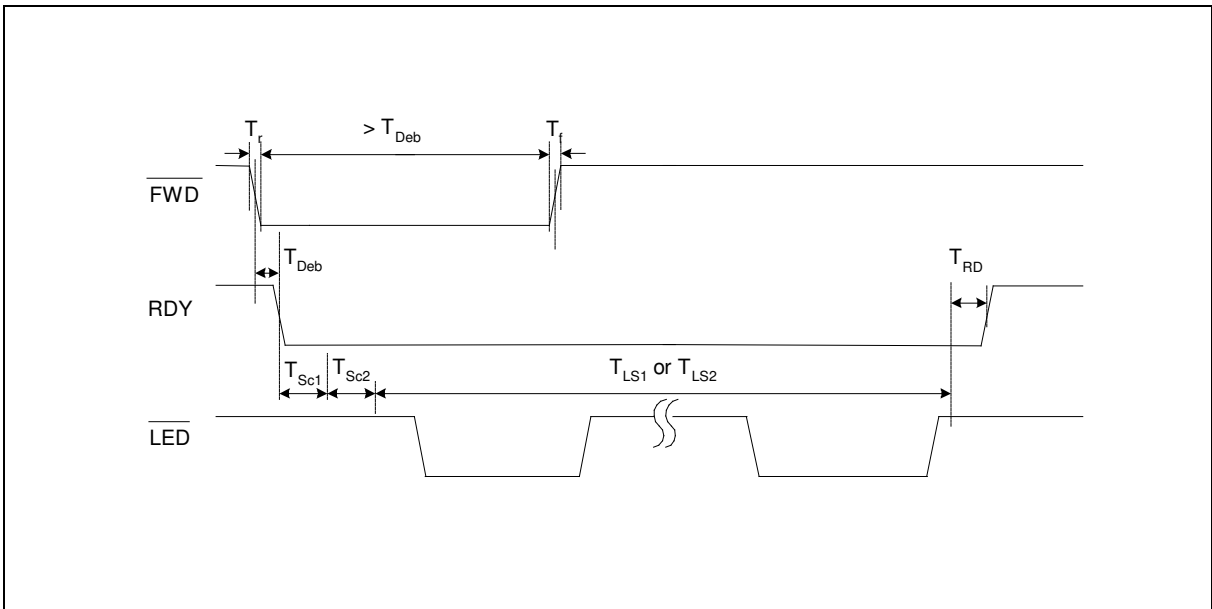 Tr
> TDeb
Tf
FWD
TDeb
TRD
RDY
TSc1
TSc2
TLS1 or TLS2
LED